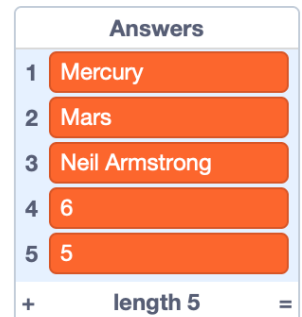 Answers
1 Mercury
2 Mars
3 Neil Armstrong
4 6
5 5
+ length 5 =